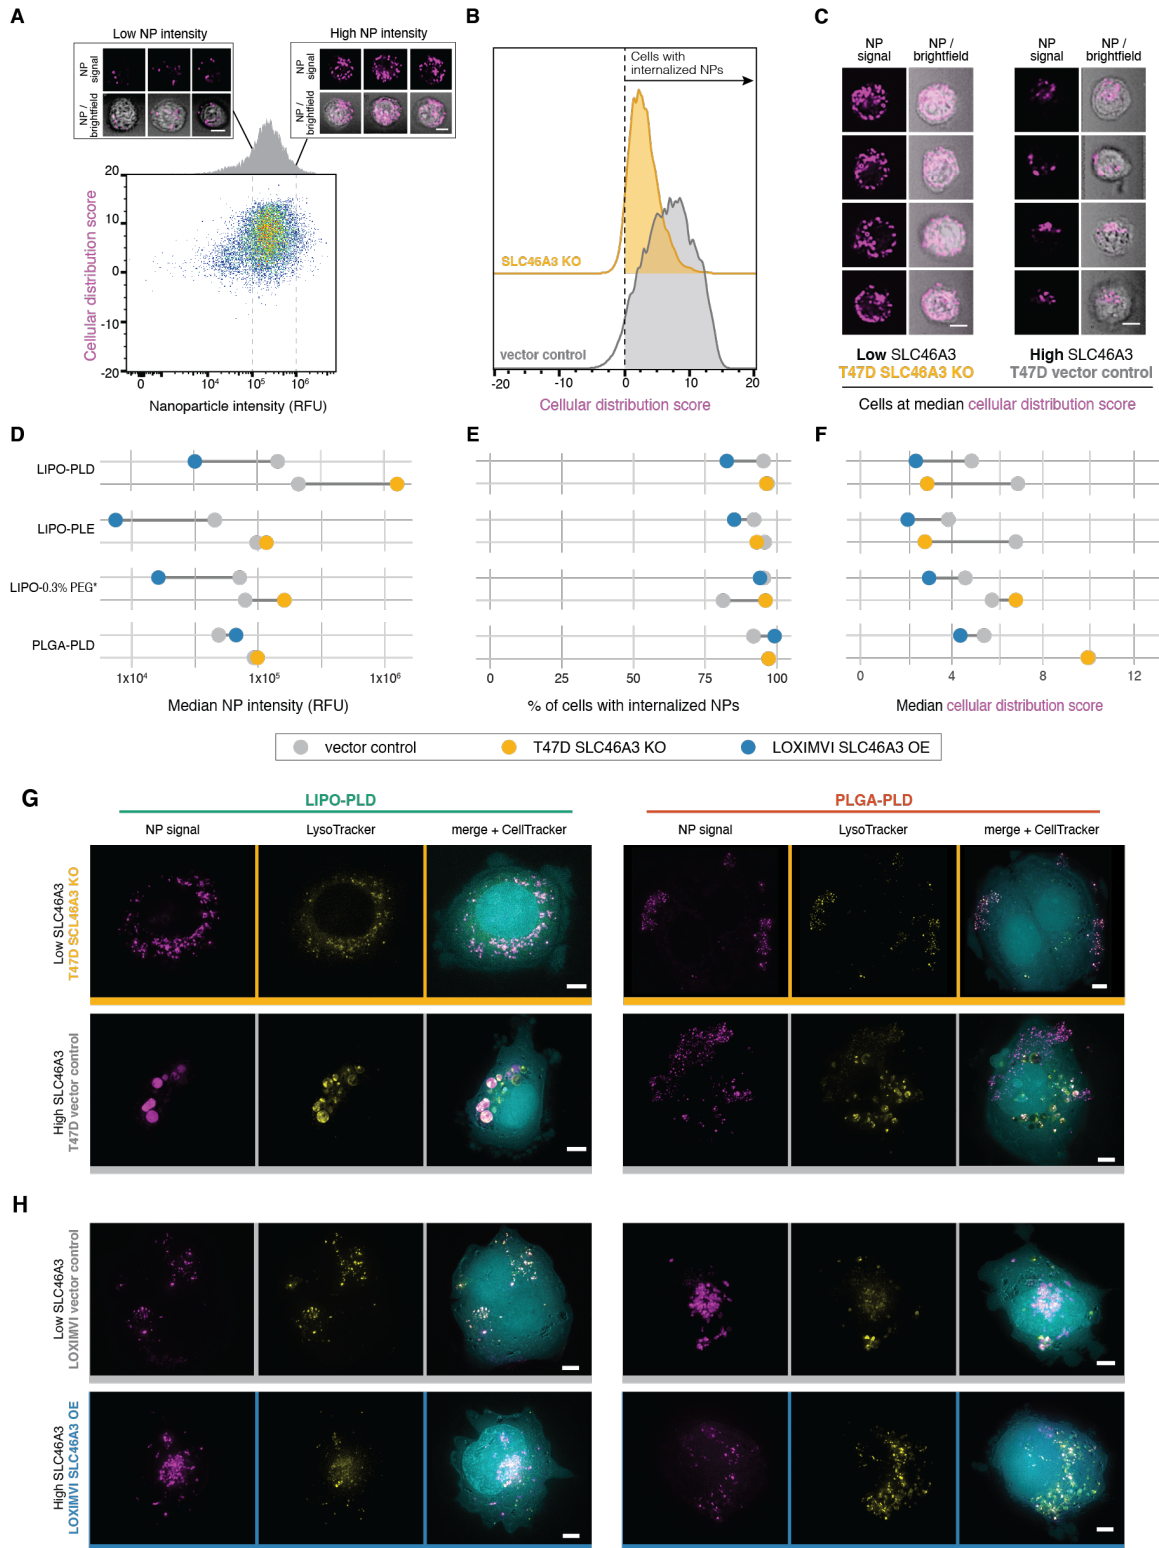 A
Low NP intensity
High NP intensity
NP
signal
NP /
brightfield
NP
signal
NP /
brightfield
Cellular distribution score
20
10
0
-10
-20
0
10⁴
10⁵
10⁶
Nanoparticle intensity (RFU)
B
Cells with
internalized NPs
SLC46A3 KO
vector control
-20
-10
0
10
20
Cellular distribution score
C
NP
signal
NP /
brightfield
NP
signal
NP /
brightfield
Low SLC46A3
T47D SLC46A3 KO
High SLC46A3
T47D vector control
Cells at median cellular distribution score
D
LIPO-PLD
LIPO-PLE
LIPO-0.3% PEG*
PLGA-PLD
1x10⁴
1x10⁵
1x10⁶
Median NP intensity (RFU)
E
0
25
50
75
100
% of cells with internalized NPs
F
0
4
8
12
Median cellular distribution score
vector control
T47D SLC46A3 KO
LOXIMVI SLC46A3 OE
G
LIPO-PLD
PLGA-PLD
NP signal
LysoTracker
merge + CellTracker
NP signal
LysoTracker
merge + CellTracker
Low SLC46A3
T47D SCL46A3 KO
High SLC46A3
T47D vector control
H
Low SLC46A3
LOXIMVI vector control
High SLC46A3
LOXIMVI SLC46A3 OE